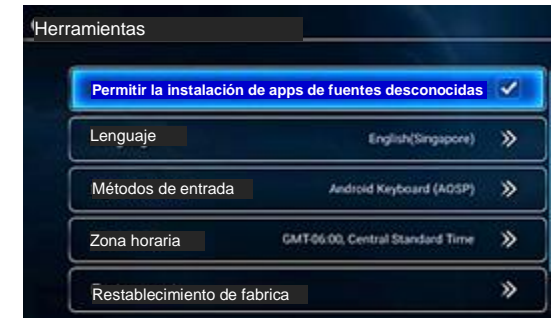 Herramientas
Permitir la instalación de apps de fuentes desconocidas
Lenguaje English(Singapore)
Métodos de entrada Android Keyboard (AOSP)
Zona horaria GMT-06:00, Central Standard Time
Restablecimiento de fabrica